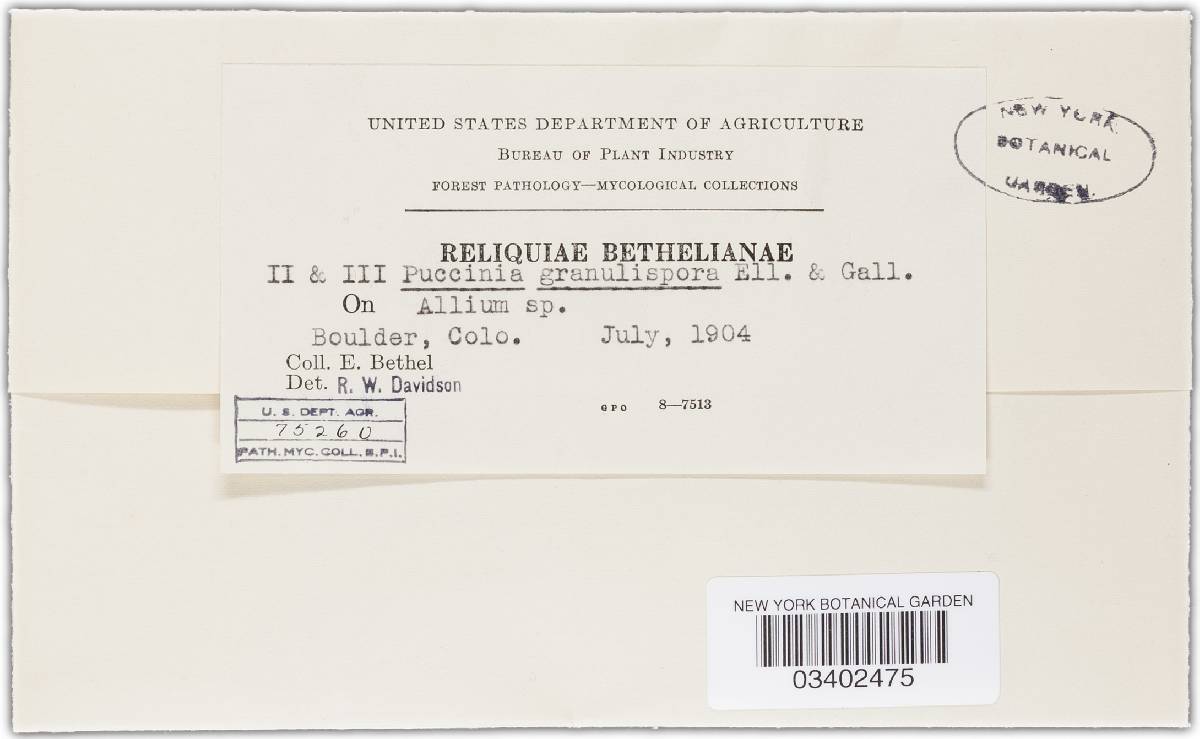 UNITED STATES DEPARTMENT OF AGRICULTURE
BUREAU OF PLANT INDUSTRY
FOREST PATHOLOGY—MYCOLOGICAL COLLECTIONS
RELIQUIAE BETHELIANAE
II & III Puccinia granulispora Ell. & Gall.
On Allium sp.
Boulder, Colo. July, 1904
Coll. E. Bethel
Det. R. W. Davidson
GPO 8—7513
U. S. DEPT. AGR.
75260
PATH. MYC. COLL. B.P.I.
NEW YORK
BOTANICAL
GARDEN.
NEW YORK BOTANICAL GARDEN
03402475